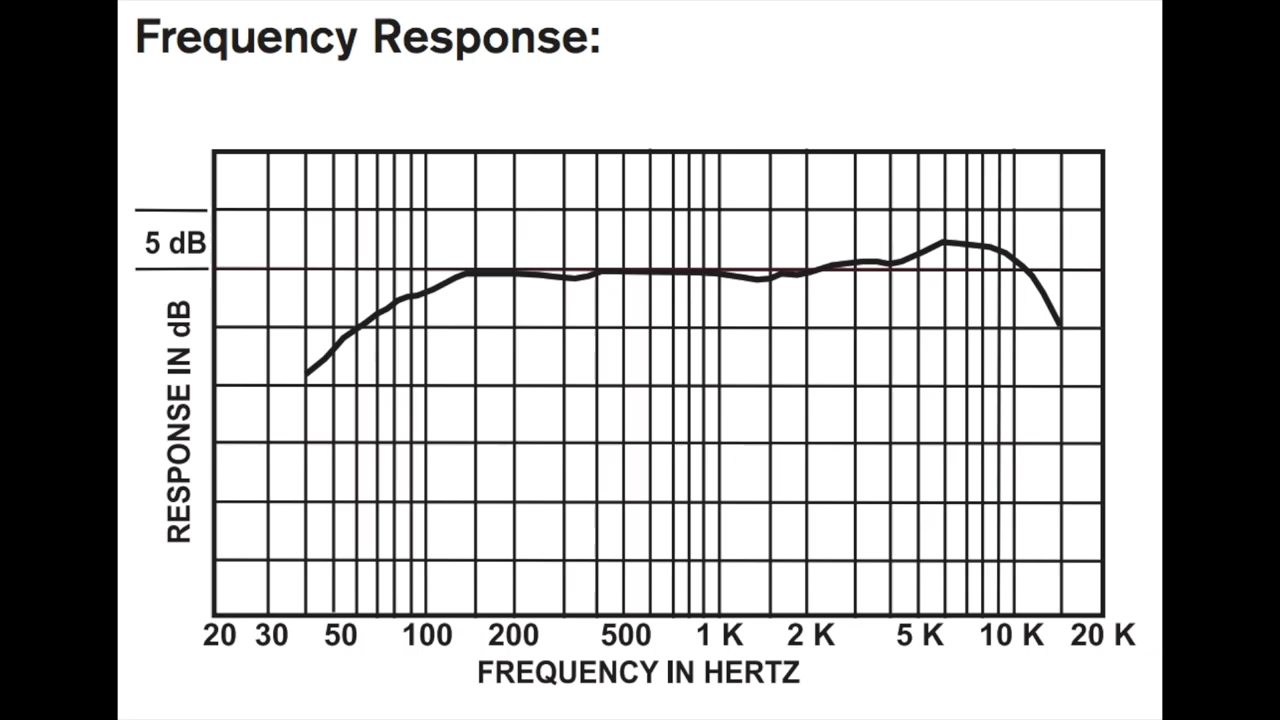 Frequency Response:
5 dB
RESPONSE IN dB
20 30 50 100 200 500 1 K 2 K 5 K 10 K 20 K
FREQUENCY IN HERTZ